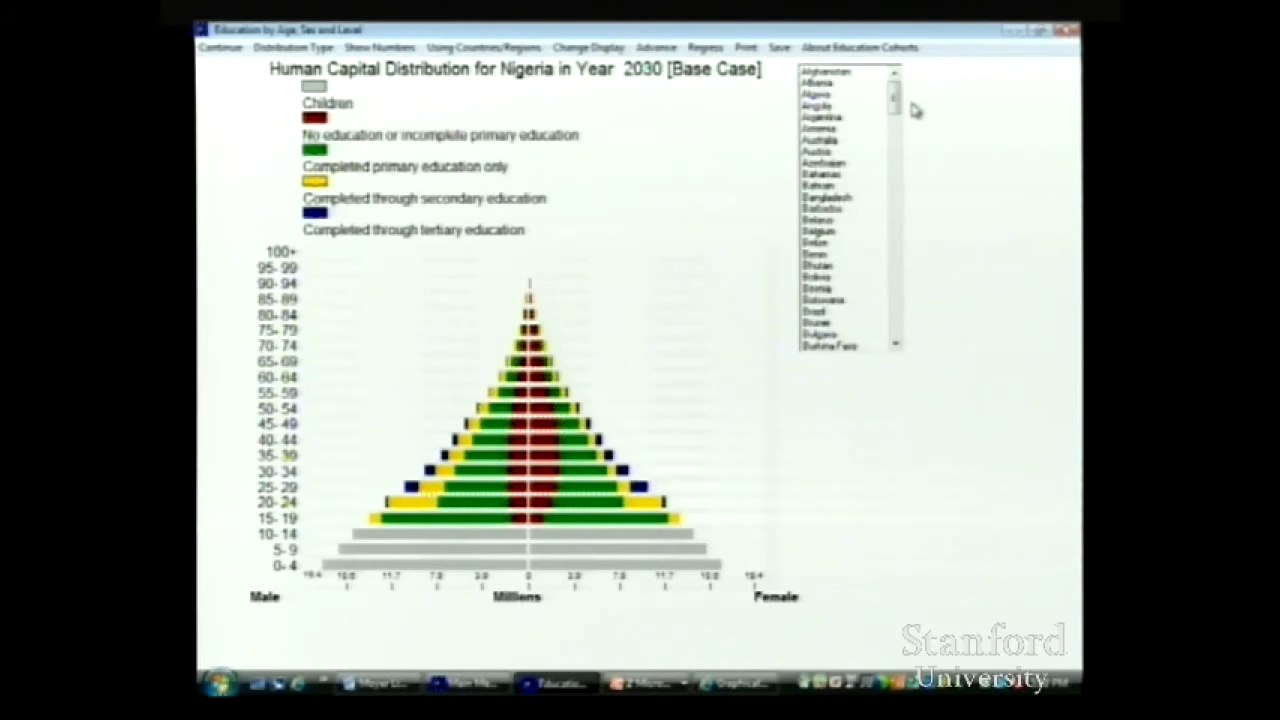 Education by Age, Sex and Level
Continue Distribution Type Show Numbers Using Countries/Regions Change Display Advance Regress Print Save About Education Cohorts
Human Capital Distribution for Nigeria in Year 2030 [Base Case]
Children
No education or incomplete primary education
Completed primary education only
Completed through secondary education
Completed through tertiary education
100+
95- 99
90- 94
85- 89
80- 84
75- 79
70- 74
65- 69
60- 64
55- 59
50- 54
45- 49
40- 44
35- 39
30- 34
25- 29
20- 24
15- 19
10- 14
5- 9
0- 4
11.7 0 11.7
Male Millions Female
Afghanistan
Albania
Algeria
Angola
Argentina
Armenia
Australia
Austria
Azerbaijan
Bahamas
Bahrain
Bangladesh
Barbados
Belarus
Belgium
Belize
Benin
Bhutan
Bolivia
Bosnia
Botswana
Brazil
Brunei
Bulgaria
Burkina Faso
Stanford
University